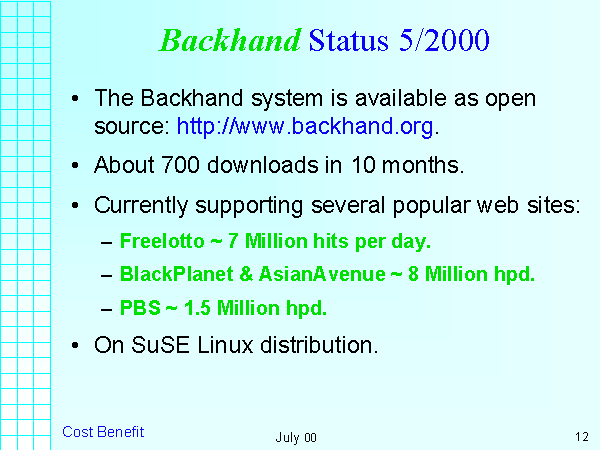 Backhand Status 5/2000
• The Backhand system is available as open
source: http://www.backhand.org.
• About 700 downloads in 10 months.
• Currently supporting several popular web sites:
– Freelotto ~ 7 Million hits per day.
– BlackPlanet & AsianAvenue ~ 8 Million hpd.
– PBS ~ 1.5 Million hpd.
• On SuSE Linux distribution.
Cost Benefit
July 00
12